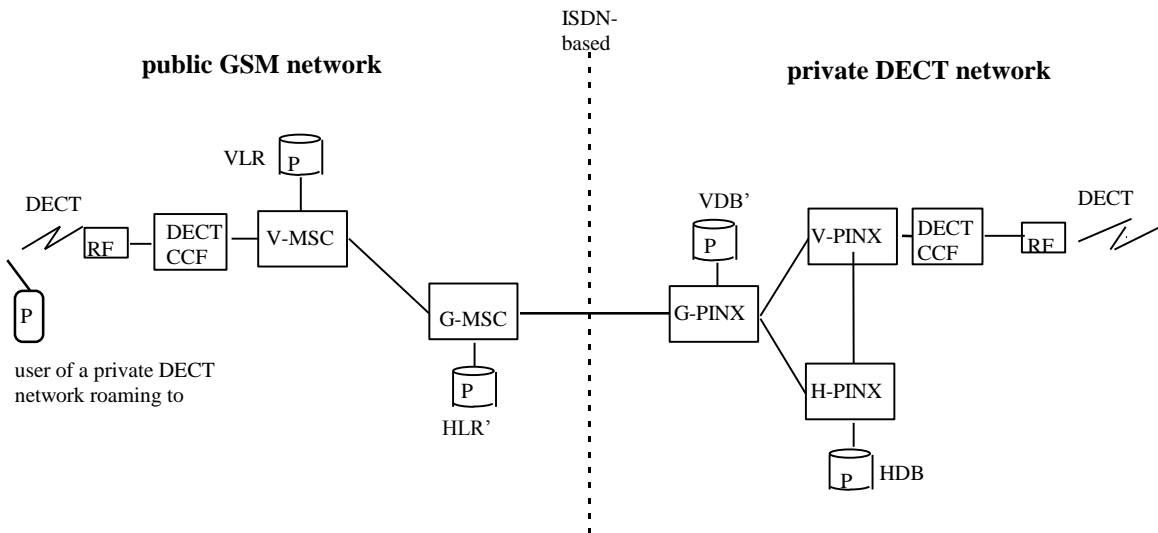 ISDN-
based
public GSM network
private DECT network
VLR
P
DECT
RF
DECT
CCF
V-MSC
P
user of a private DECT
network roaming to
G-MSC
P
HLR’
VDB’
P
G-PINX
V-PINX
DECT
CCF
RF
DECT
H-PINX
P
HDB